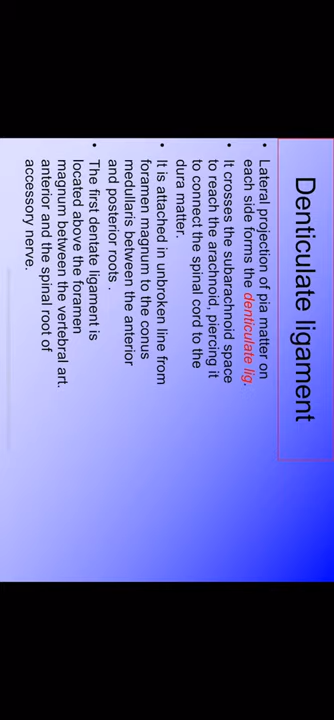 Denticulate ligament
• Lateral projection of pia matter on
each side forms the denticulate lig.
• It crosses the subarachnoid space
to reach the arachnoid, piercing it
to connect the spinal cord to the
dura matter.
• It is attached in unbroken line from
foramen magnum to the conus
medullaris between the anterior
and posterior roots .
• The first dentate ligament is
located above the foramen
magnum between the vertebral art.
anterior and the spinal root of
accessory nerve.